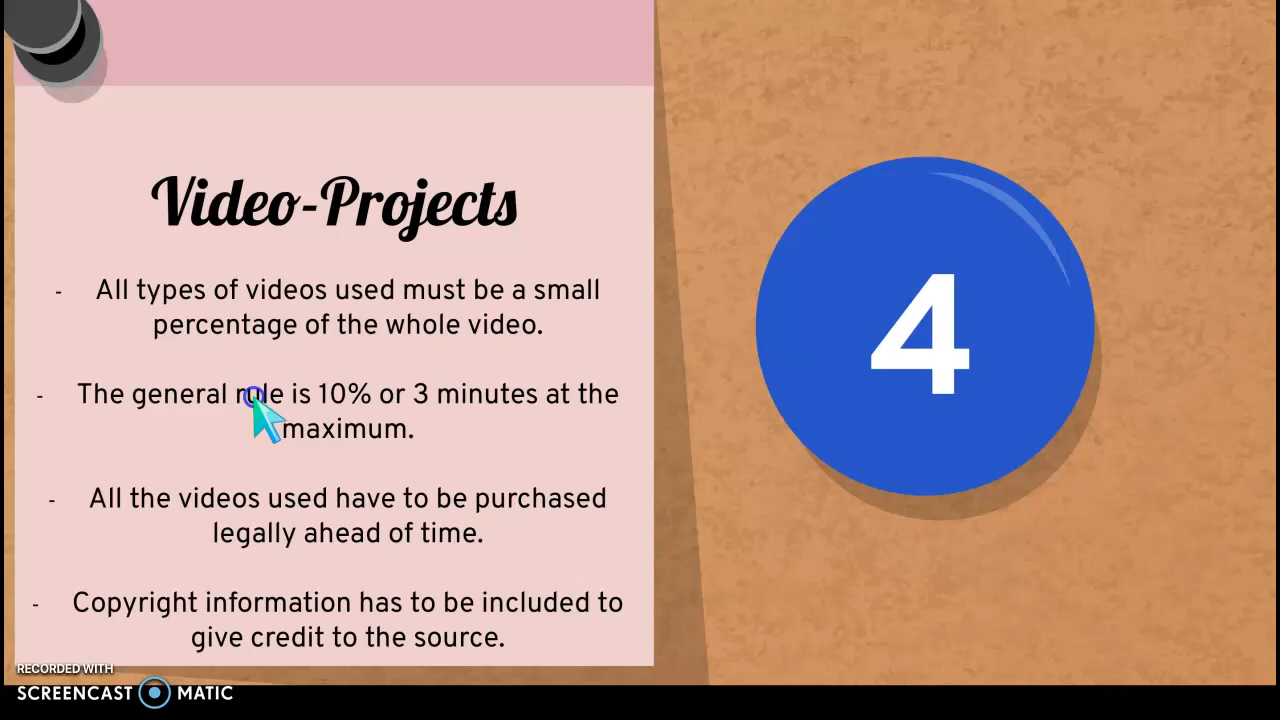 Video-Projects
- All types of videos used must be a small
percentage of the whole video.
- The general rule is 10% or 3 minutes at the
maximum.
- All the videos used have to be purchased
legally ahead of time.
- Copyright information has to be included to
give credit to the source.
4
RECORDED WITH
SCREENCAST MATIC